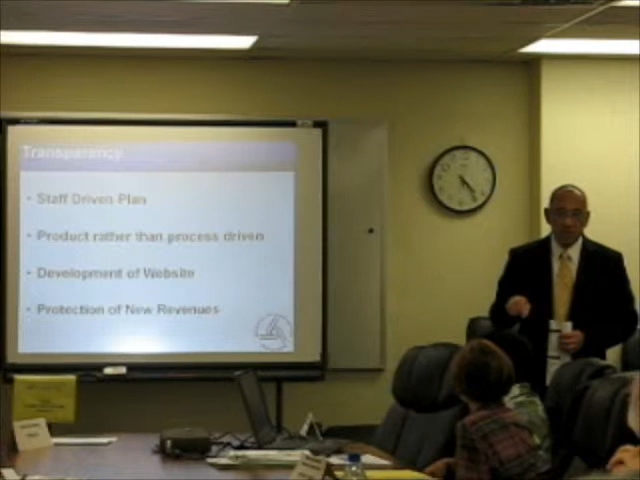 Transparency
• Staff Driven Plan
• Product rather than process driven
• Development of Website
• Protection of New Revenues